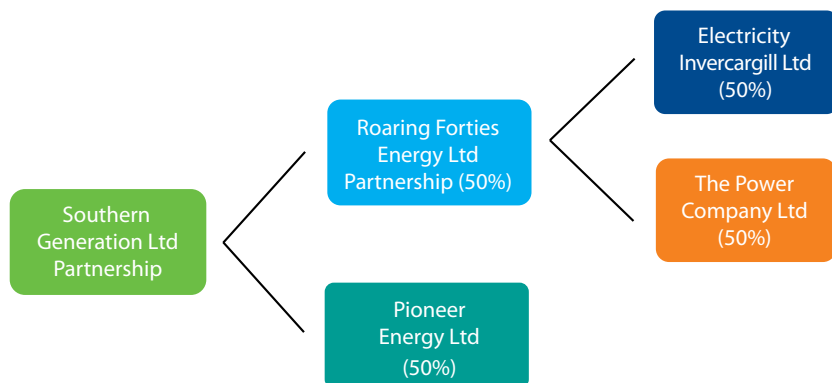 Southern
Generation Ltd
Partnership
Roaring Forties
Energy Ltd
Partnership (50%)
Pioneer
Energy Ltd
(50%)
Electricity
Invercargill Ltd
(50%)
The Power
Company Ltd
(50%)